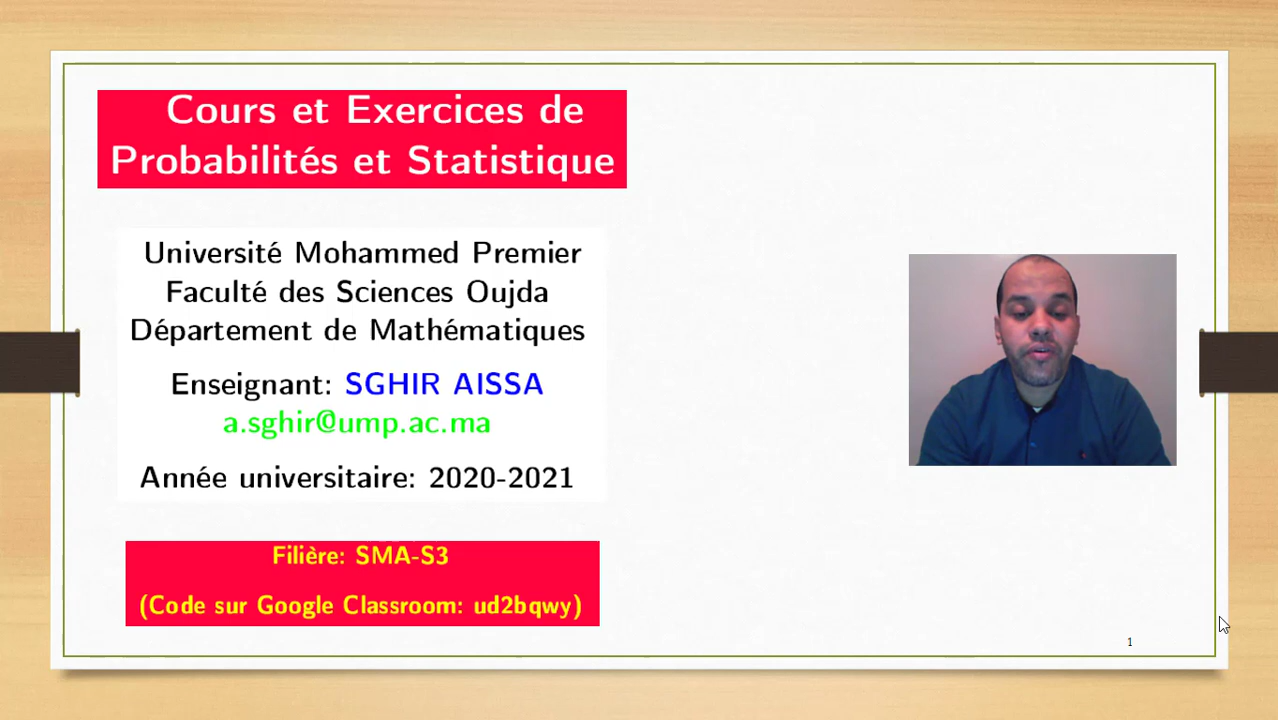 Cours et Exercices de
Probabilités et Statistique
Université Mohammed Premier
Faculté des Sciences Oujda
Département de Mathématiques
Enseignant: SGHIR AISSA
a.sghir@ump.ac.ma
Année universitaire: 2020-2021
Filière: SMA-S3
(Code sur Google Classroom: ud2bqwy)
1